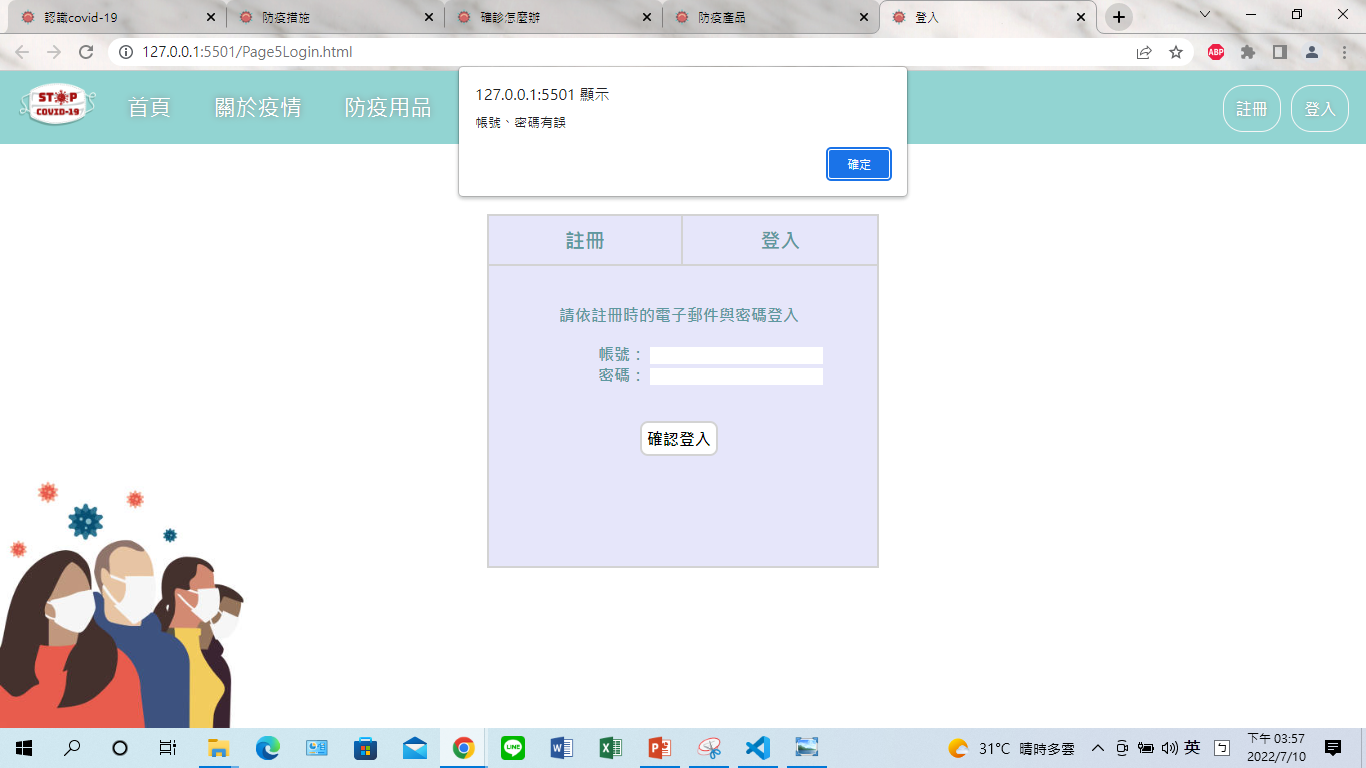 認識covid-19
防疫措施
確診怎麼辦
防疫產品
登入
127.0.0.1:5501/Page5Login.html
ABP
STOP
COVID-19
首頁
關於疫情
防疫用品
127.0.0.1:5501 顯示
帳號、密碼有誤
確定
註冊
登入
註冊
登入
請依註冊時的電子郵件與密碼登入
帳號：
密碼：
確認登入
LINE
31°C 晴時多雲
英
下午 03:57
2022/7/10